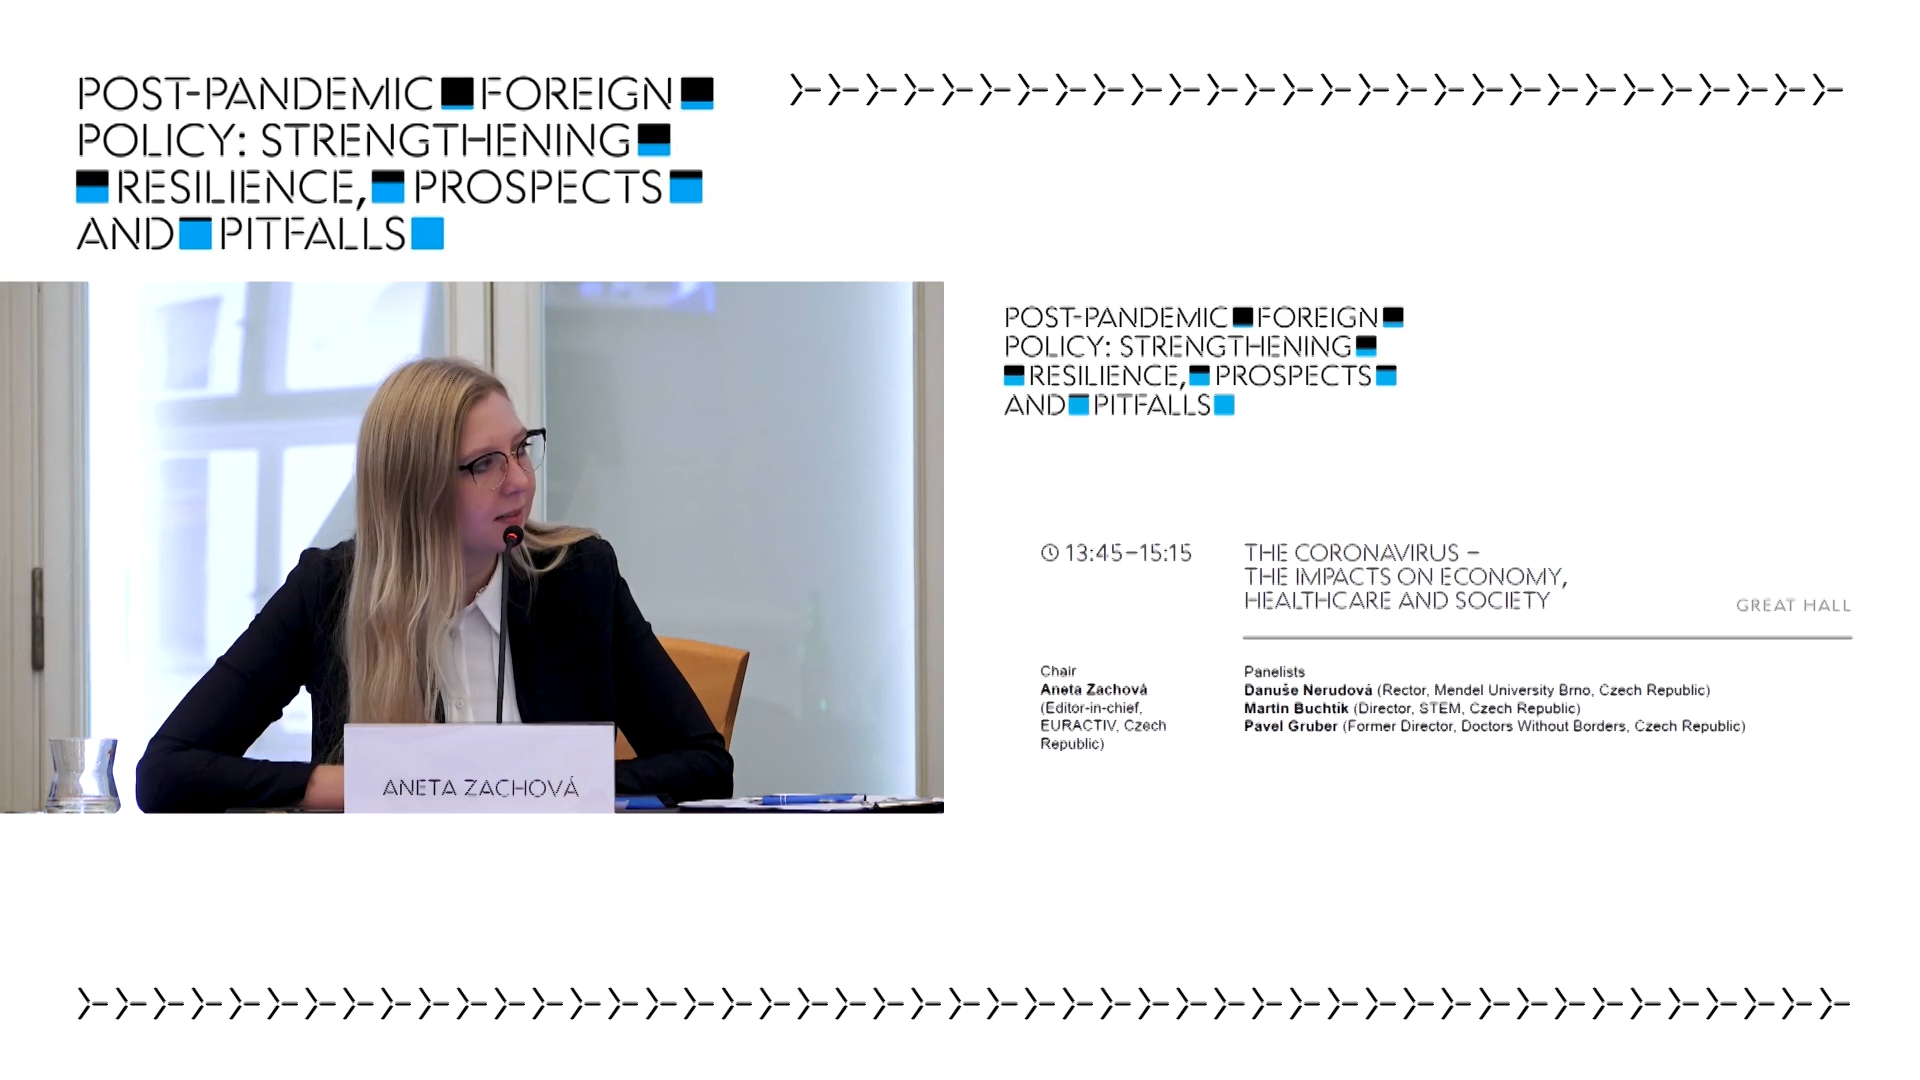 POST-PANDEMIC FOREIGN
POLICY: STRENGTHENING
RESILIENCE, PROSPECTS
AND PITFALLS
POST-PANDEMIC FOREIGN
POLICY: STRENGTHENING
RESILIENCE, PROSPECTS
AND PITFALLS
13:45–15:15
THE CORONAVIRUS –
THE IMPACTS ON ECONOMY,
HEALTHCARE AND SOCIETY
GREAT HALL
Chair
Aneta Zachová
(Editor-in-chief,
EURACTIV, Czech
Republic)
Panelists
Danuše Nerudová (Rector, Mendel University Brno, Czech Republic)
Martin Buchtík (Director, STEM, Czech Republic)
Pavel Gruber (Former Director, Doctors Without Borders, Czech Republic)
ANETA ZACHOVÁ